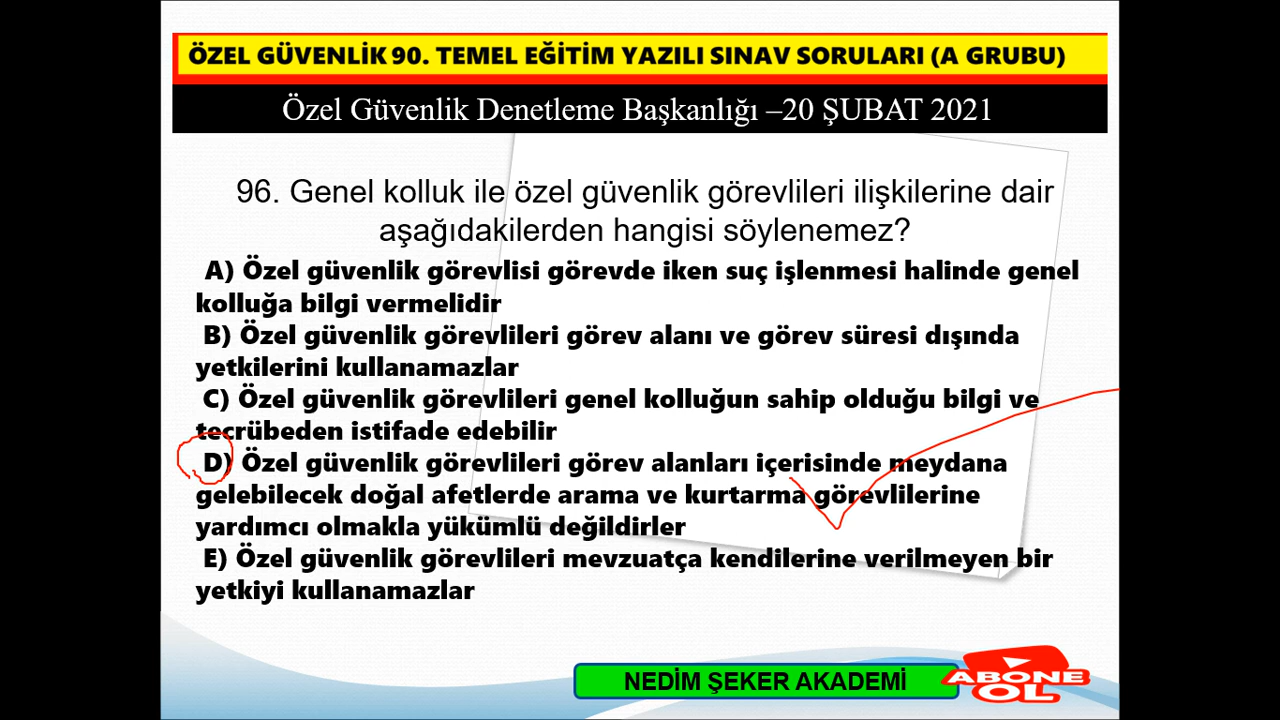 ÖZEL GÜVENLİK 90. TEMEL EĞİTİM YAZILI SINAV SORULARI (A GRUBU)
Özel Güvenlik Denetleme Başkanlığı –20 ŞUBAT 2021
96. Genel kolluk ile özel güvenlik görevlileri ilişkilerine dair
aşağıdakilerden hangisi söylenemez?
A) Özel güvenlik görevlisi görevde iken suç işlenmesi halinde genel
kolluğa bilgi vermelidir
B) Özel güvenlik görevlileri görev alanı ve görev süresi dışında
yetkilerini kullanamazlar
C) Özel güvenlik görevlileri genel kolluğun sahip olduğu bilgi ve
tecrübeden istifade edebilir
D) Özel güvenlik görevlileri görev alanları içerisinde meydana
gelebilecek doğal afetlerde arama ve kurtarma görevlilerine
yardımcı olmakla yükümlü değildirler
E) Özel güvenlik görevlileri mevzuatça kendilerine verilmeyen bir
yetkiyi kullanamazlar
NEDİM ŞEKER AKADEMİ
ABONE
OL